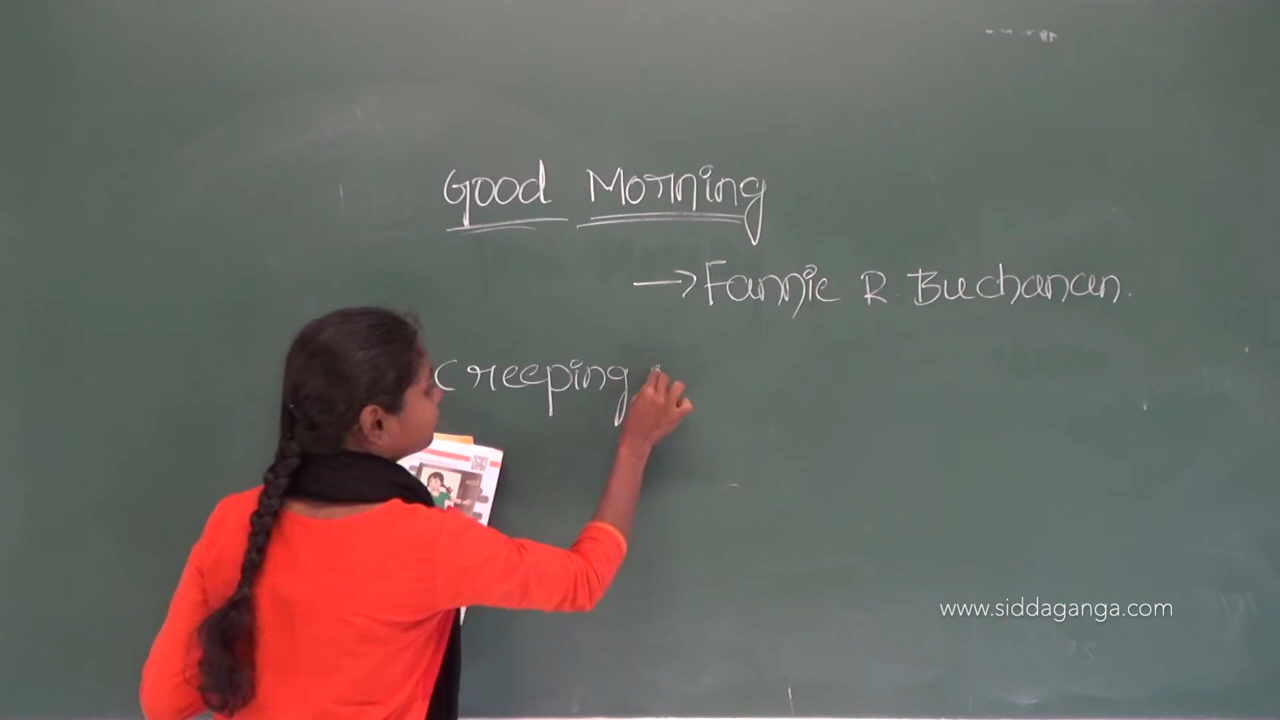 Good Morning
→ Fannie R. Buchanan.
Creeping
www.siddaganga.com